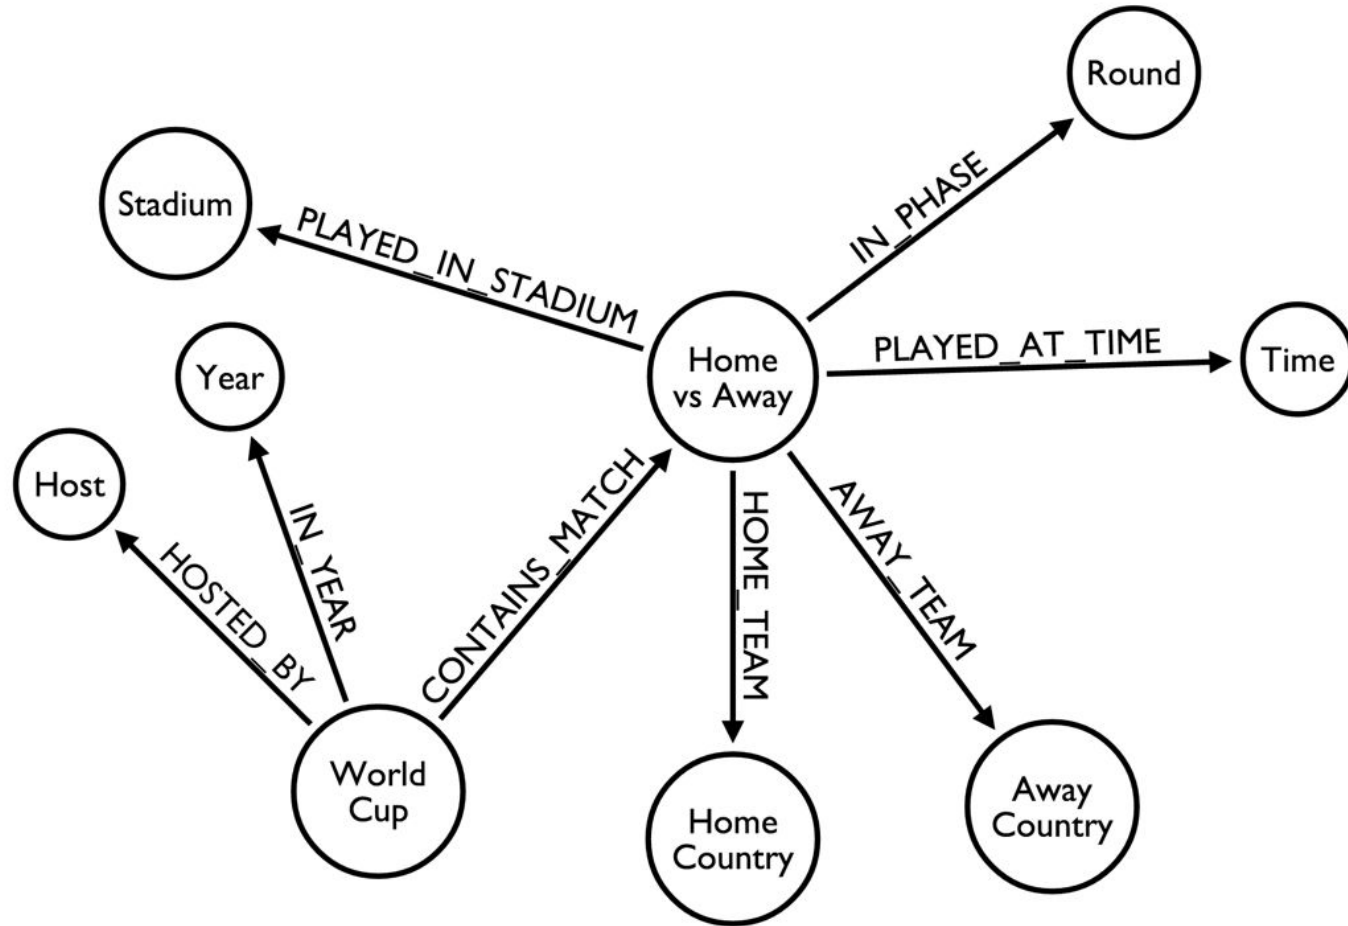 Round
Stadium
IN_PHASE
PLAYED_IN_STADIUM
Home
vs Away
PLAYED_AT_TIME
Time
Year
Host
IN_YEAR
HOSTED_BY
CONTAINS_MATCH
HOME_TEAM
AWAY_TEAM
World
Cup
Home
Country
Away
Country